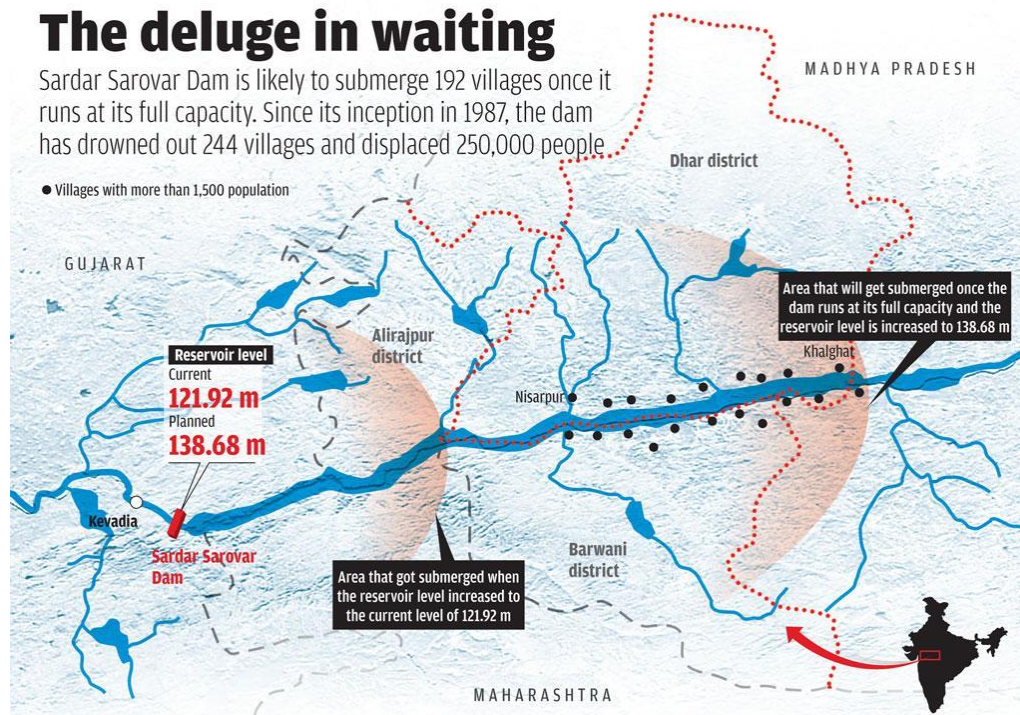 The deluge in waiting
Sardar Sarovar Dam is likely to submerge 192 villages once it
runs at its full capacity. Since its inception in 1987, the dam
has drowned out 244 villages and displaced 250,000 people
Villages with more than 1,500 population
MADHYA PRADESH
Dhar district
GUJARAT
Area that will get submerged once the
dam runs at its full capacity and the
reservoir level is increased to 138.68 m
Alirajpur
district
Khalghat
Reservoir level
Current
121.92 m
Planned
138.68 m
Nisarpur
Kevadia
Sardar Sarovar
Dam
Barwani
district
Area that got submerged when
the reservoir level increased to
the current level of 121.92 m
MAHARASHTRA